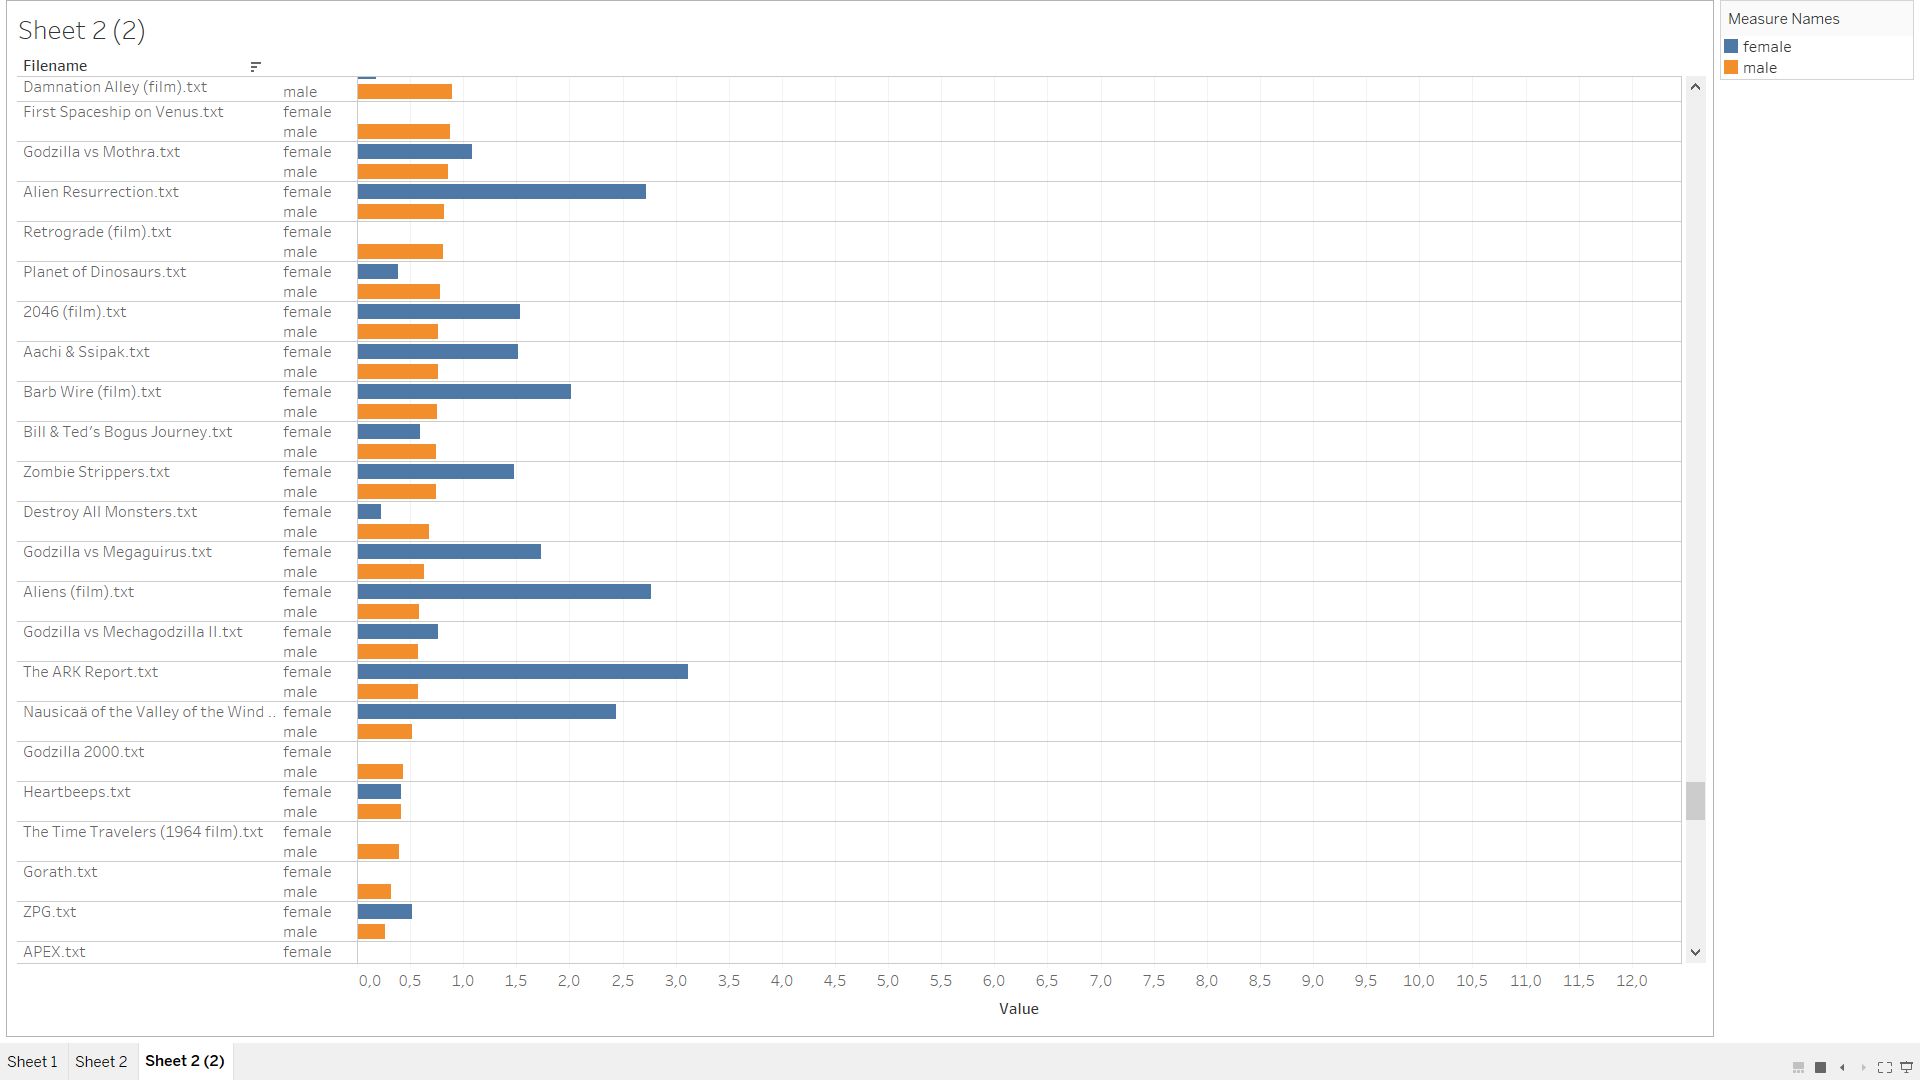 Sheet 2 (2)
Filename
Damnation Alley (film).txt male
First Spaceship on Venus.txt female
male
Godzilla vs Mothra.txt female
male
Alien Resurrection.txt female
male
Retrograde (film).txt female
male
Planet of Dinosaurs.txt female
male
2046 (film).txt female
male
Aachi & Ssipak.txt female
male
Barb Wire (film).txt female
male
Bill & Ted's Bogus Journey.txt female
male
Zombie Strippers.txt female
male
Destroy All Monsters.txt female
male
Godzilla vs Megaguirus.txt female
male
Aliens (film).txt female
male
Godzilla vs Mechagodzilla II.txt female
male
The ARK Report.txt female
male
Nausicaä of the Valley of the Wind .. female
male
Godzilla 2000.txt female
male
Heartbeeps.txt female
male
The Time Travelers (1964 film).txt female
male
Gorath.txt female
male
ZPG.txt female
male
APEX.txt female
0,0 0,5 1,0 1,5 2,0 2,5 3,0 3,5 4,0 4,5 5,0 5,5 6,0 6,5 7,0 7,5 8,0 8,5 9,0 9,5 10,0 10,5 11,0 11,5 12,0
Value
Measure Names
female
male
Sheet 1 Sheet 2 Sheet 2 (2)